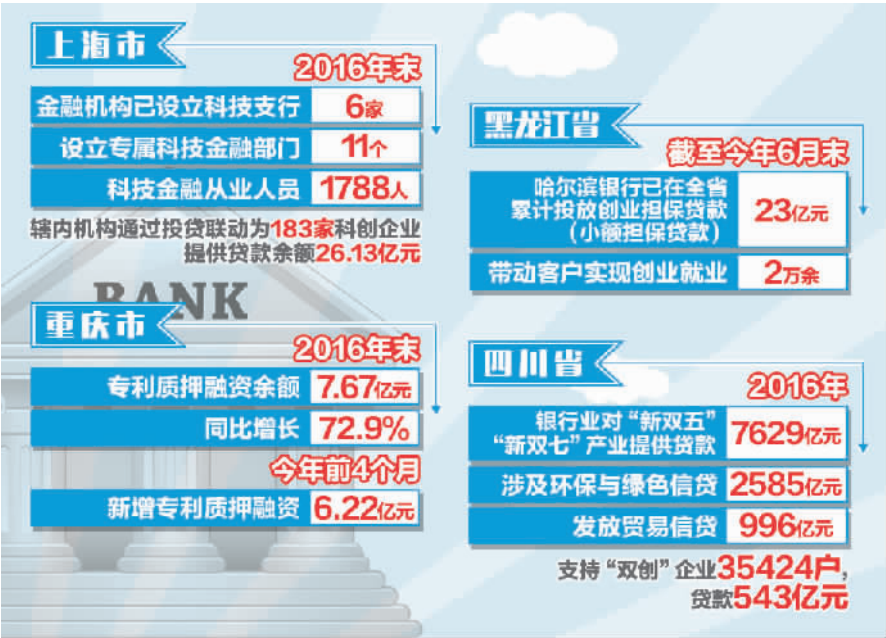 上海市
2016年末
金融机构已设立科技支行 6家
设立专属科技金融部门 11个
科技金融从业人员 1788人
辖内机构通过投贷联动为183家科创企业
提供贷款余额26.13亿元
BANK
重庆市
2016年末
专利质押融资余额 7.67亿元
同比增长 72.9%
今年前4个月
新增专利质押融资 6.22亿元
黑龙江省
截至今年6月末
哈尔滨银行已在全省
累计投放创业担保贷款 23亿元
(小额担保贷款)
带动客户实现创业就业 2万余
四川省
2016年
银行业对“新双五”
“新双七”产业提供贷款 7629亿元
涉及环保与绿色信贷 2585亿元
发放贸易信贷 996亿元
支持“双创”企业35424户,
贷款543亿元